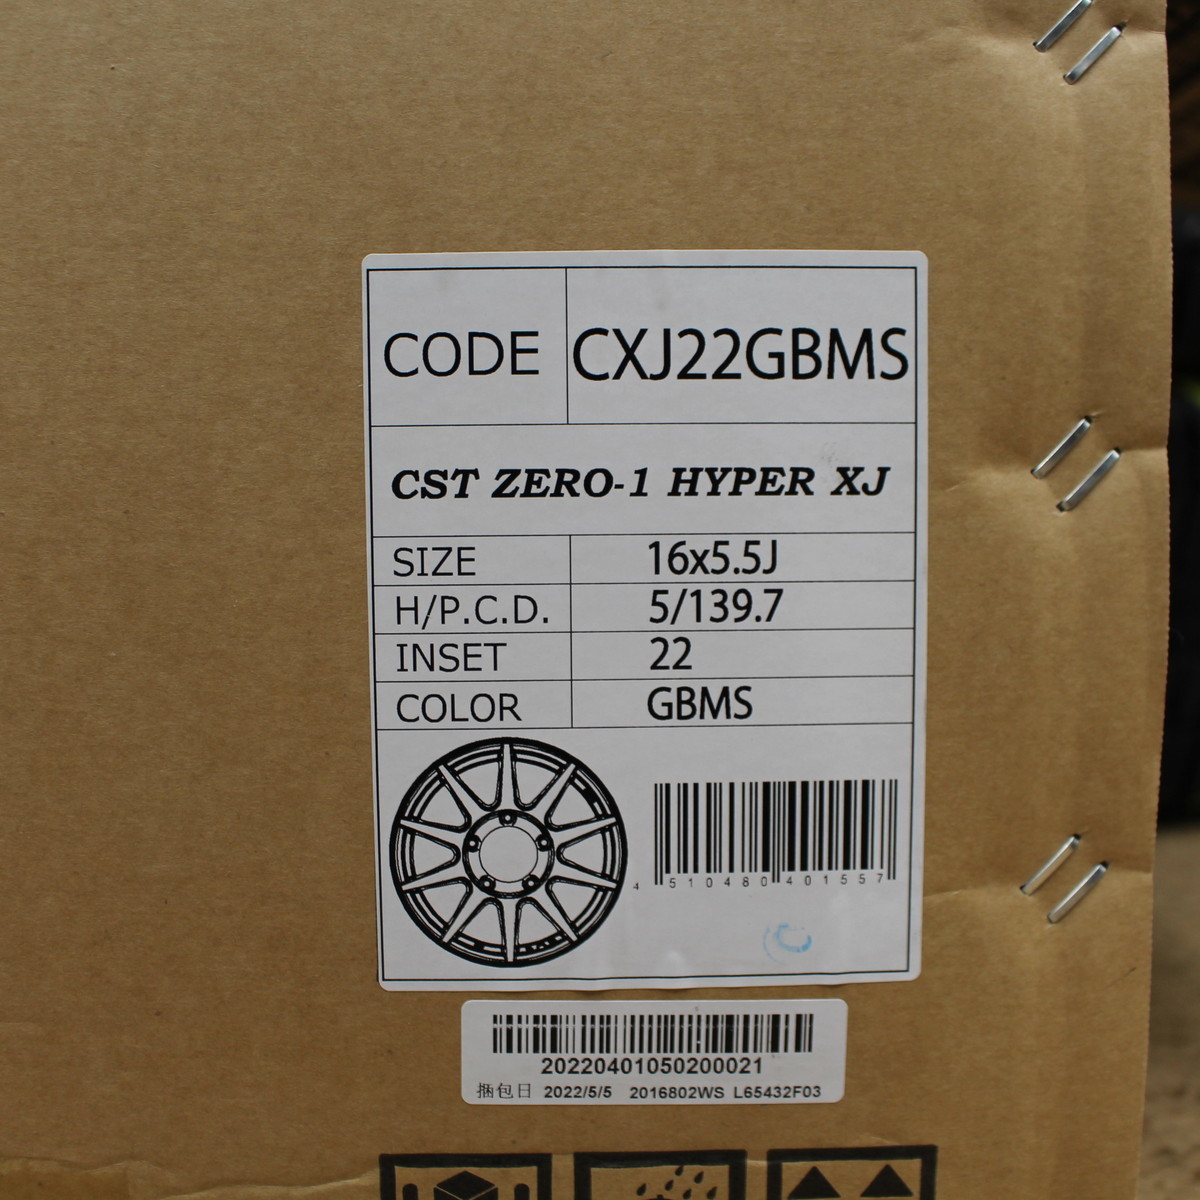 CODE CXJ22GBMS
CST ZERO-1 HYPER XJ
SIZE 16x5.5J
H/P.C.D. 5/139.7
INSET 22
COLOR GBMS
4 510480 401557
20220401050200021
捆包日 2022/5/5 2016802WS L65432F03